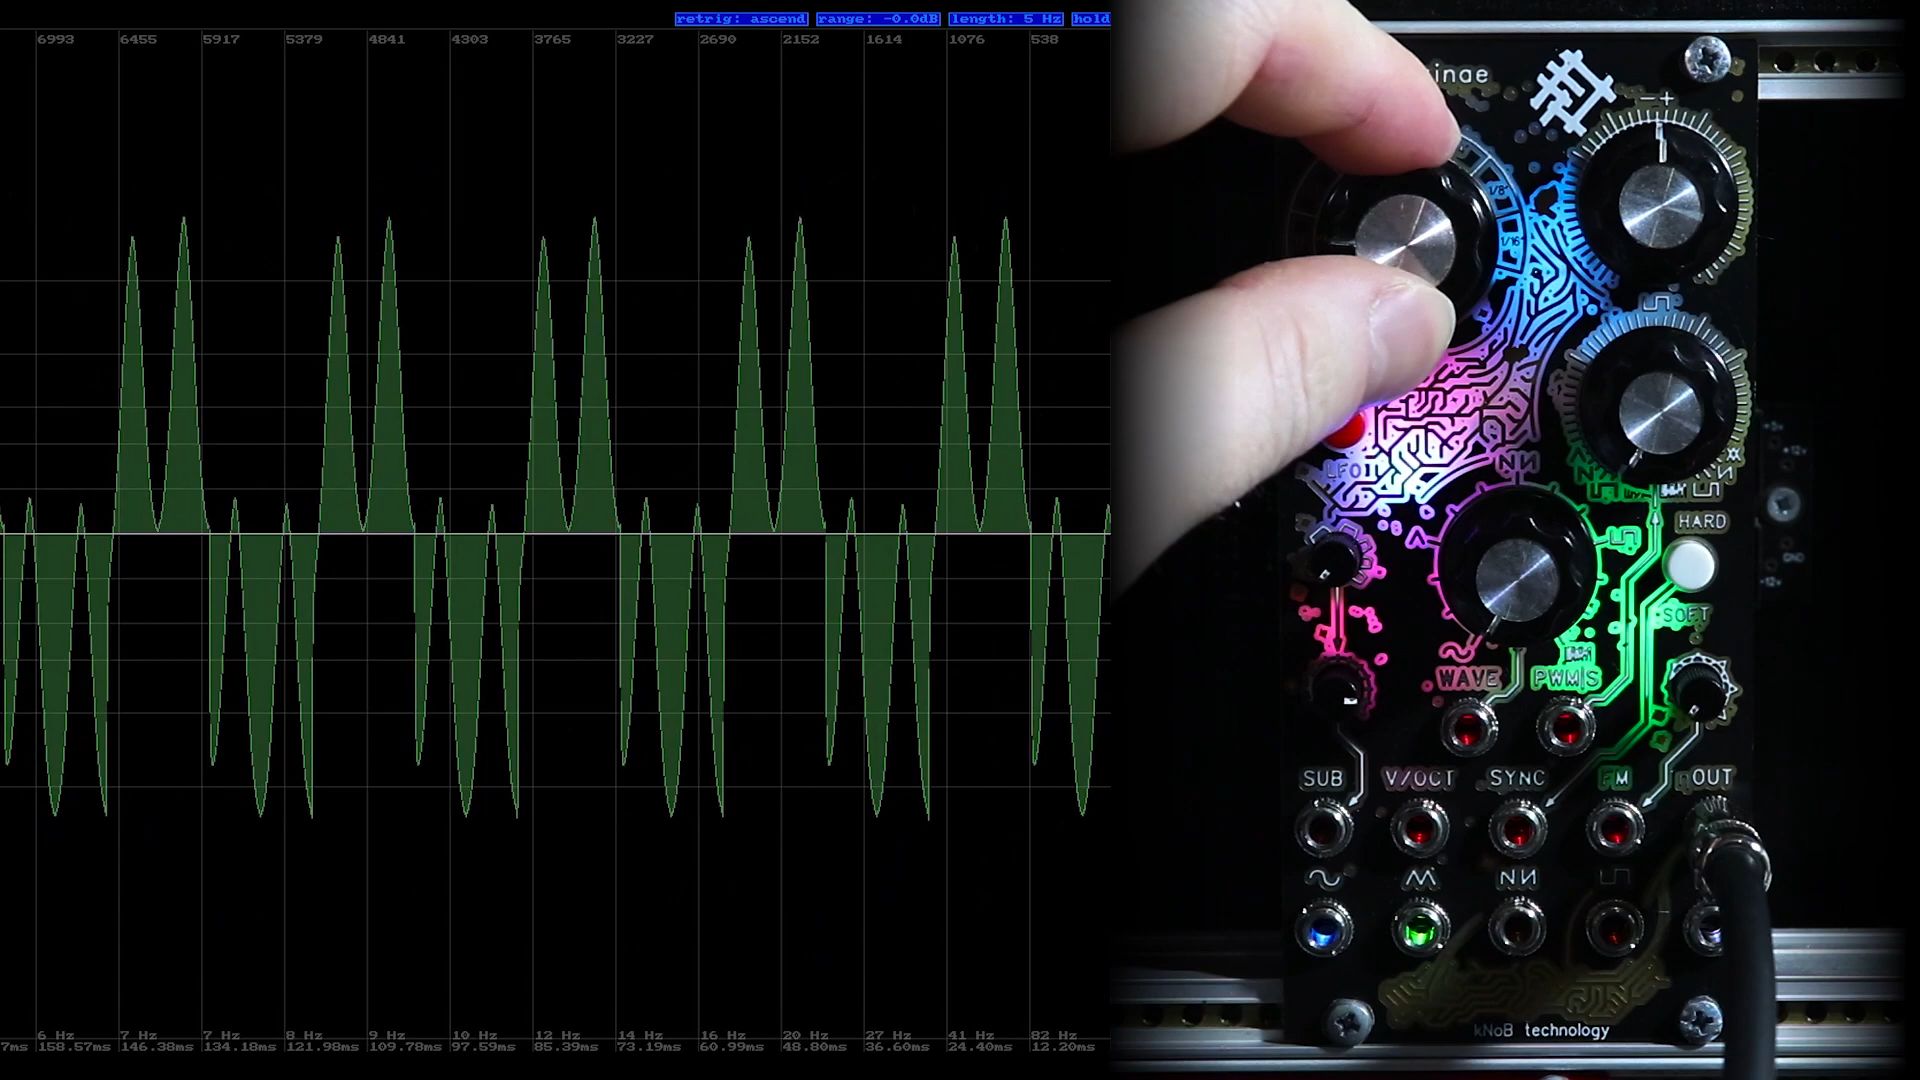 retrig: ascend range: -0.0dB length: 5 Hz hold
6993 6455 5917 5379 4841 4303 3765 3227 2690 2152 1614 1076 538
6 Hz 7 Hz 7 Hz 8 Hz 9 Hz 10 Hz 12 Hz 14 Hz 16 Hz 20 Hz 27 Hz 41 Hz 82 Hz
7ms 158.57ms 146.38ms 134.18ms 121.98ms 109.78ms 97.59ms 85.39ms 73.19ms 60.99ms 48.80ms 36.60ms 24.40ms 12.20ms
inae
- +
1/8
1/16
LFO
HARD
SOFT
WAVE PWM|S
SUB V/OCT SYNC FM OUT
kNoB technology
+5v
+12v
GND
-12v